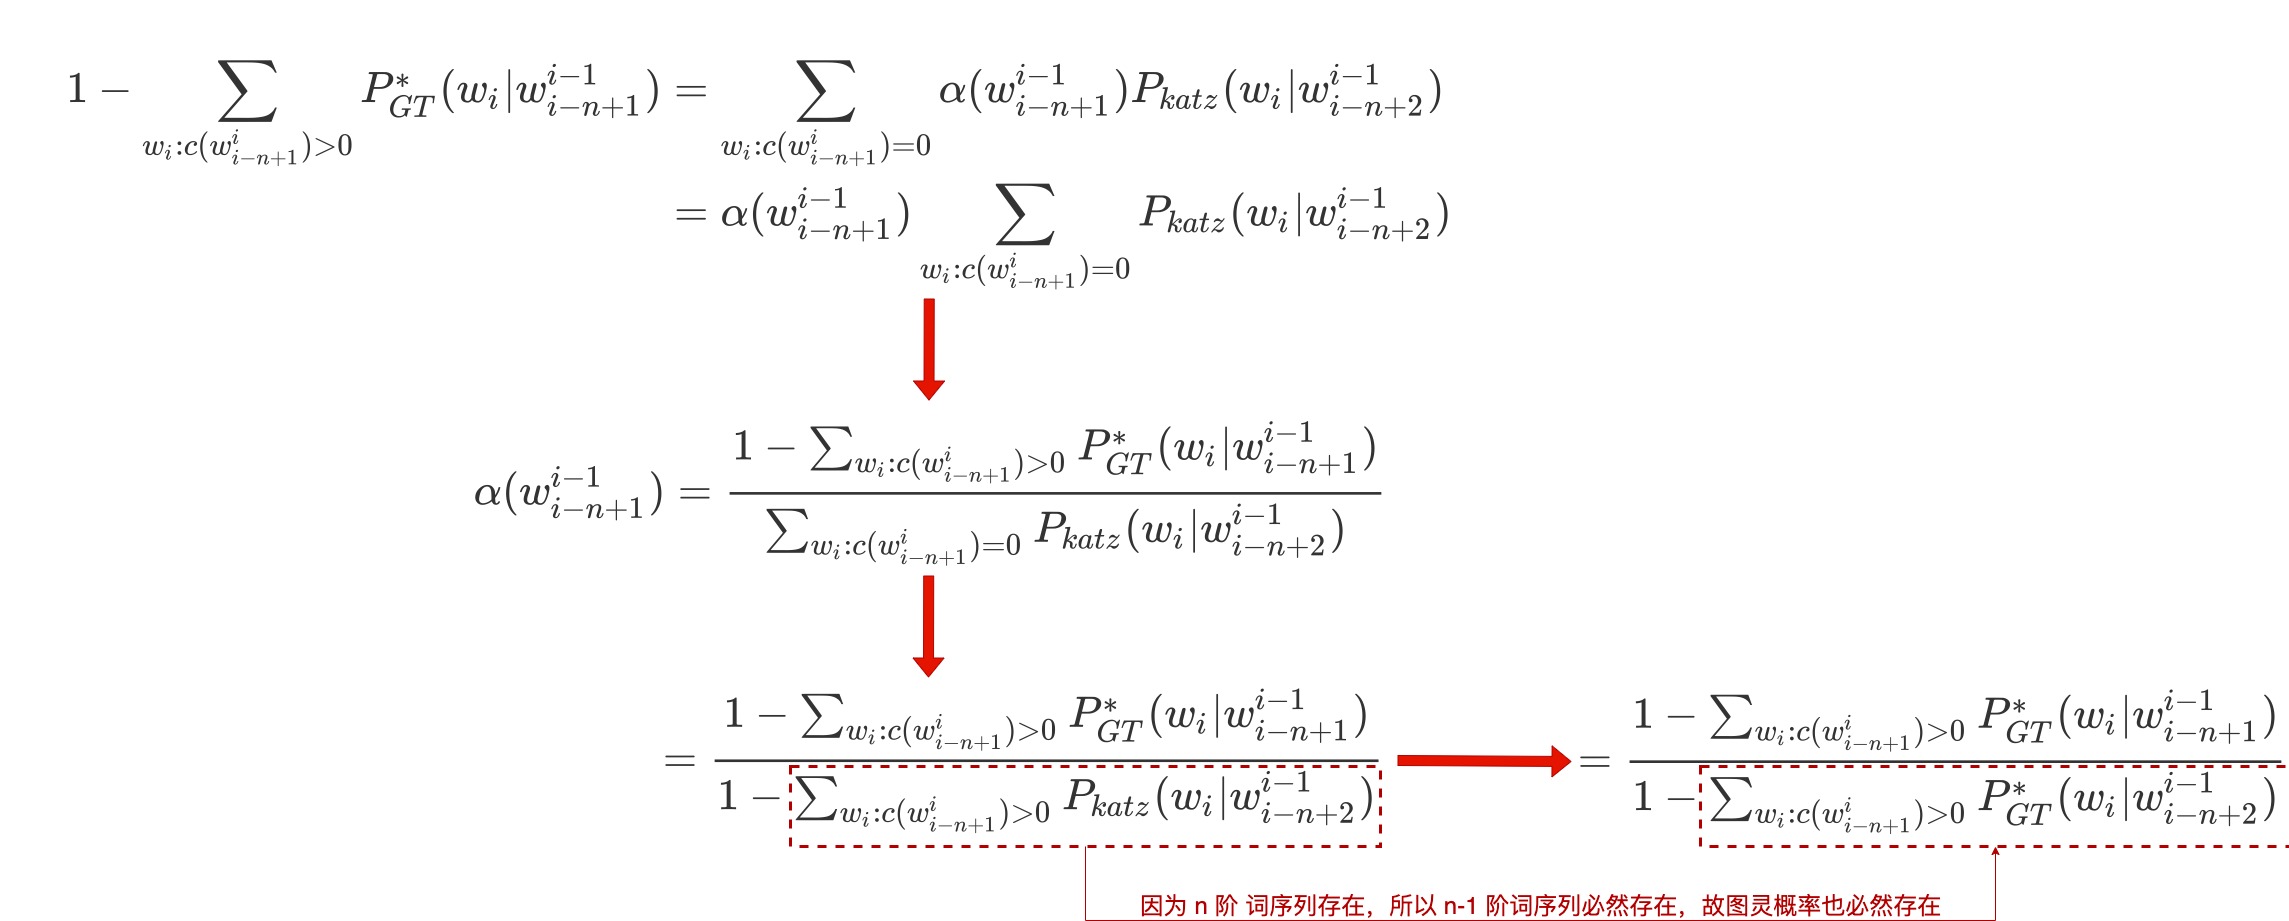 $1 - \sum_{w_i:c(w_{i-n+1}^{i})>0} P_{GT}^{*}(w_i|w_{i-n+1}^{i-1}) = \sum_{w_i:c(w_{i-n+1}^{i})=0} \alpha(w_{i-n+1}^{i-1})P_{katz}(w_i|w_{i-n+2}^{i-1})$
$= \alpha(w_{i-n+1}^{i-1}) \sum_{w_i:c(w_{i-n+1}^{i})=0} P_{katz}(w_i|w_{i-n+2}^{i-1})$
$\alpha(w_{i-n+1}^{i-1}) = \frac{1 - \sum_{w_i:c(w_{i-n+1}^{i})>0} P_{GT}^{*}(w_i|w_{i-n+1}^{i-1})}{\sum_{w_i:c(w_{i-n+1}^{i})=0} P_{katz}(w_i|w_{i-n+2}^{i-1})}$
$= \frac{1 - \sum_{w_i:c(w_{i-n+1}^{i})>0} P_{GT}^{*}(w_i|w_{i-n+1}^{i-1})}{1 - \sum_{w_i:c(w_{i-n+1}^{i})>0} P_{katz}(w_i|w_{i-n+2}^{i-1})}$
$= \frac{1 - \sum_{w_i:c(w_{i-n+1}^{i})>0} P_{GT}^{*}(w_i|w_{i-n+1}^{i-1})}{1 - \sum_{w_i:c(w_{i-n+1}^{i})>0} P_{GT}^{*}(w_i|w_{i-n+2}^{i-1})}$
因为 n 阶 词序列存在，所以 n-1 阶词序列必然存在，故图灵概率也必然存在